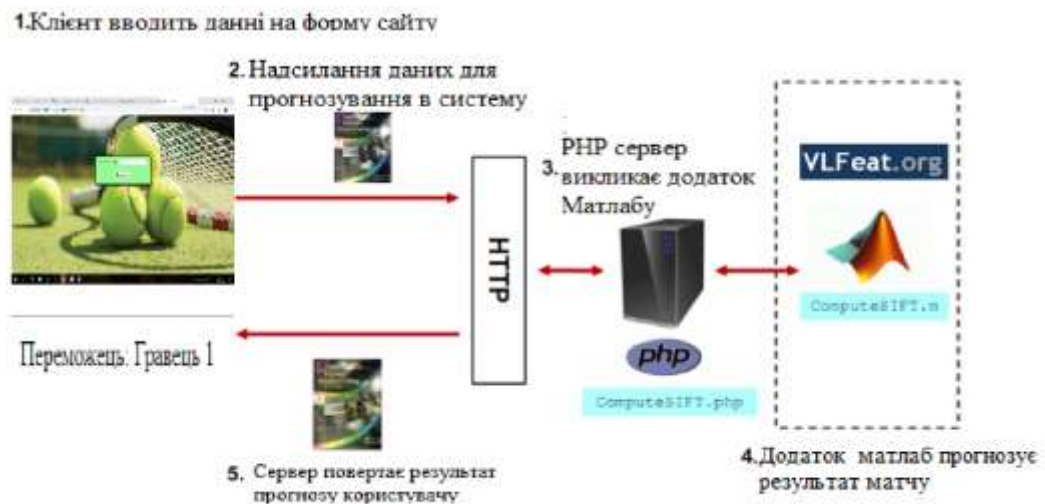 1.Клієнт вводить данні на форму сайту
2. Надсилання даних для
прогнозування в систему
HTTP
3. PHP сервер
викликає додаток
Матлабу
php
ComputeSIFT.php
VLFeat.org
ComputeSIFT.m
4.Додаток матлаб прогнозує
результат матчу
Переможець: Гравець 1
5. Сервер повертає результат
прогнозу користувачу